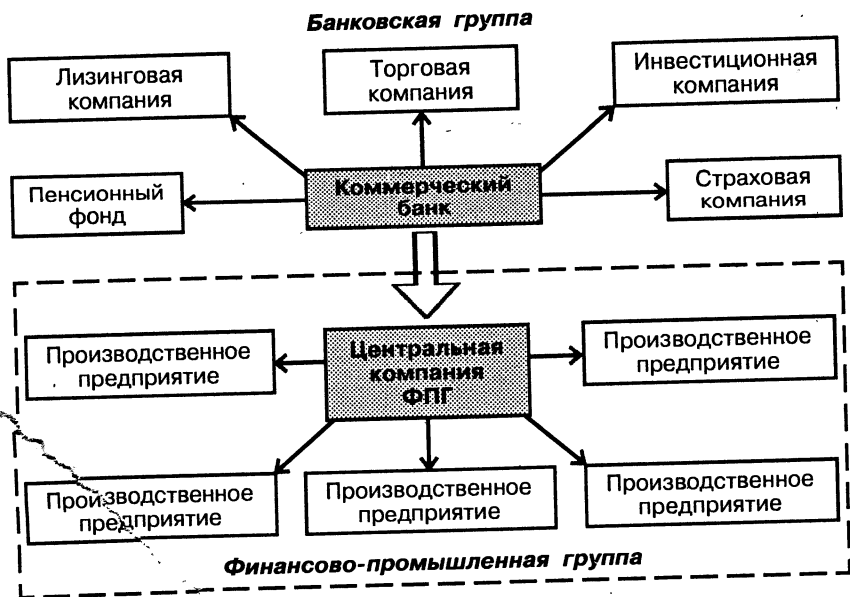 Банковская группа
Лизинговая
компания
Торговая
компания
Инвестиционная
компания
Пенсионный
фонд
Коммерческий
банк
Страховая
компания
Производственное
предприятие
Центральная
компания
ФПГ
Производственное
предприятие
Производственное
предприятие
Производственное
предприятие
Производственное
предприятие
Финансово-промышленная группа